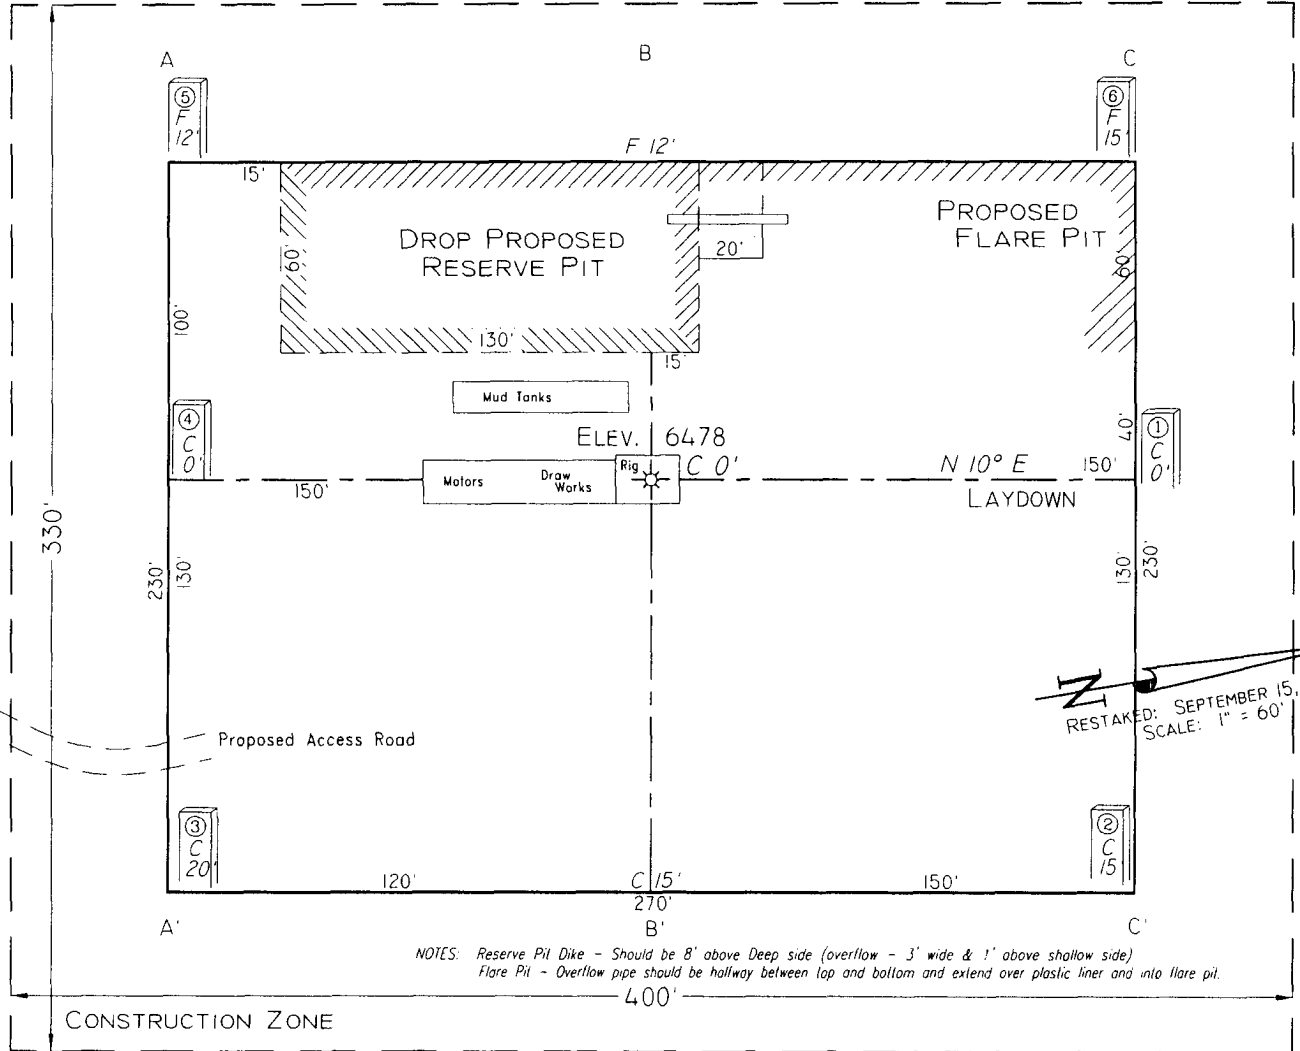 A
B
C
⑤
F
12'
⑥
F
15'
F 12'
15'
DROP PROPOSED
RESERVE PIT
60'
20'
PROPOSED
FLARE PIT
60'
100'
130'
15'
Mud Tanks
④
C
0'
ELEV. 6478
C 0'
40'
①
C
0'
Motors
Draw
Works
Rig
N 10° E
150'
150'
LAYDOWN
330'
230'
130'
130'
230'
N
RESTAKED: SEPTEMBER 15,
SCALE: 1" = 60'
Proposed Access Road
③
C
20'
②
C
15'
120'
C 15'
150'
270'
A'
B'
C'
NOTES: Reserve Pit Dike - Should be 8' above Deep side (overflow - 3' wide & 1' above shallow side)
Flare Pit - Overflow pipe should be halfway between top and bottom and extend over plastic liner and into flare pit.
400'
CONSTRUCTION ZONE